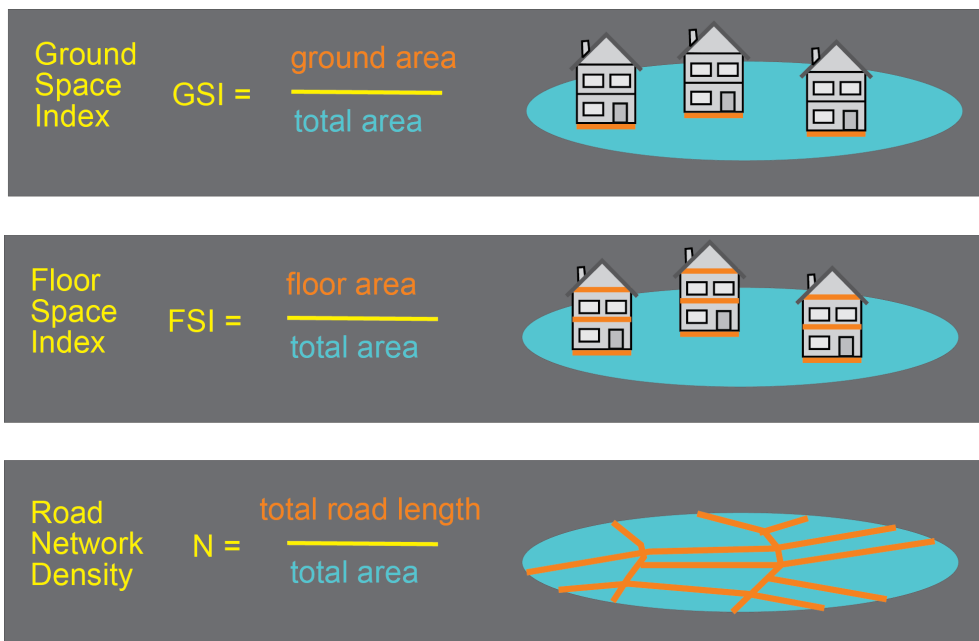 Ground
Space
Index
GSI =
ground area
total area
Floor
Space
Index
FSI =
floor area
total area
Road
Network
Density
N =
total road length
total area